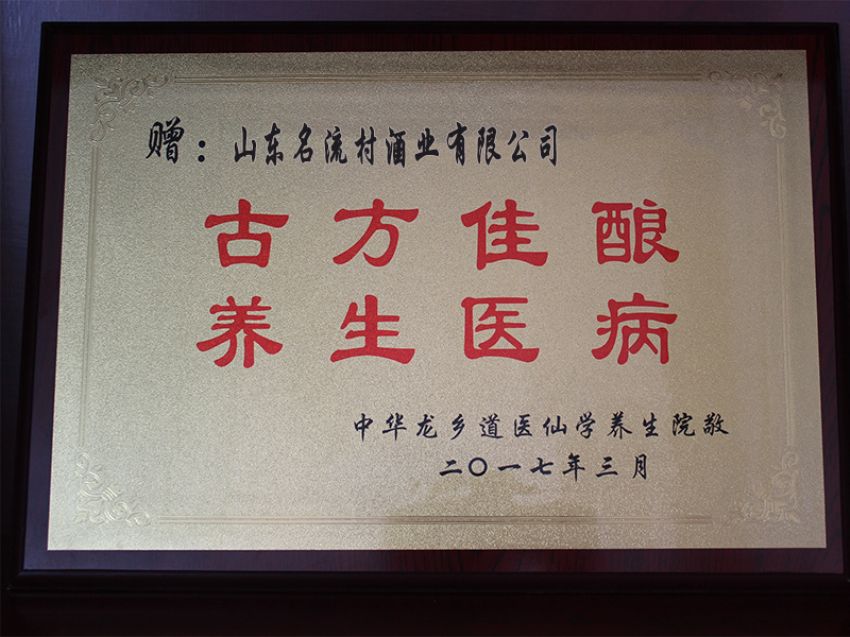 赠：山东名流村酒业有限公司
古方佳酿
养生医病
中华龙乡道医仙学养生院敬
二〇一七年三月